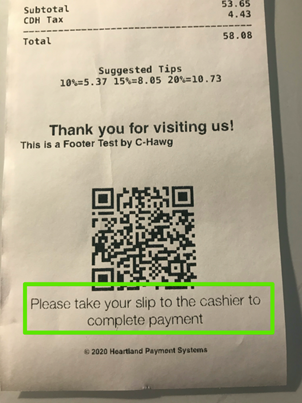 Subtotal 53.65
CDH Tax 4.43
Total 58.08
Suggested Tips
10%=5.37 15%=8.05 20%=10.73
Thank you for visiting us!
This is a Footer Test by C-Hawg
Please take your slip to the cashier to
complete payment
© 2020 Heartland Payment Systems